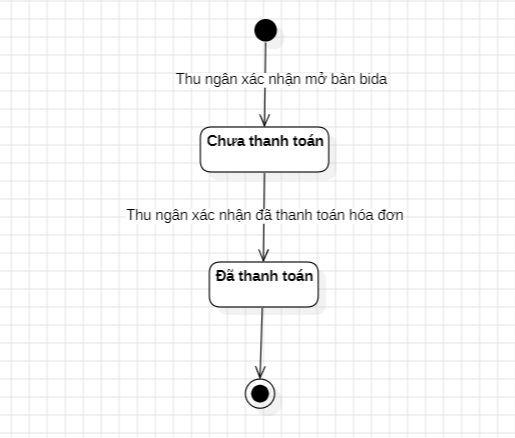 Thu ngân xác nhận mở bàn bida
Chưa thanh toán
Thu ngân xác nhận đã thanh toán hóa đơn
Đã thanh toán